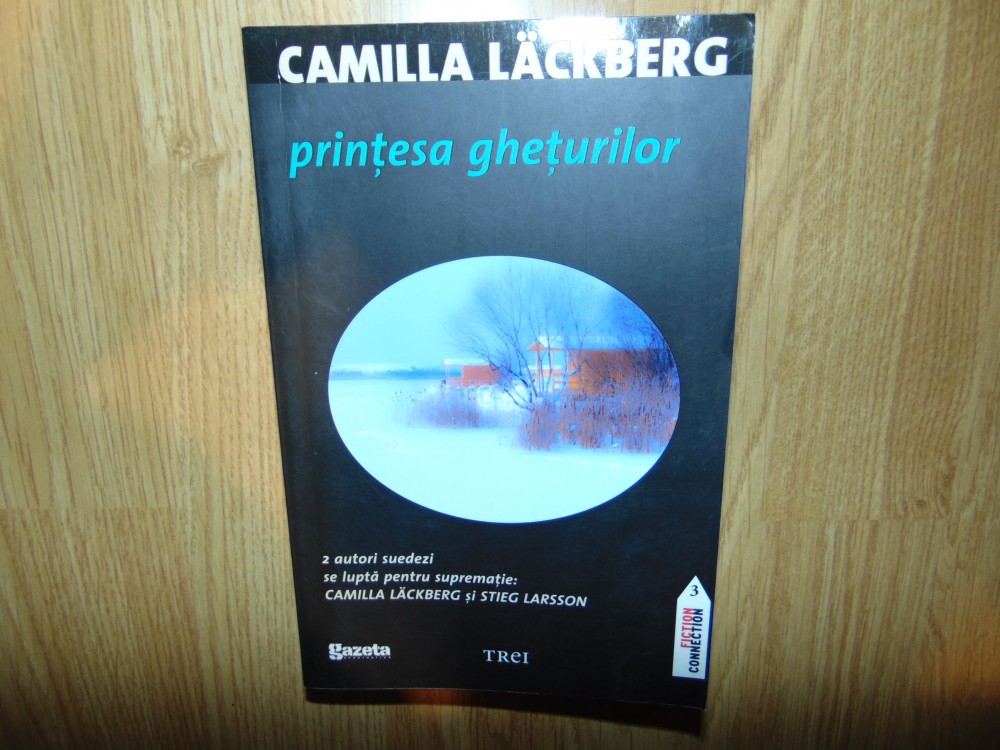 CAMILLA LÄCKBERG
prințesa ghețurilor
2 autori suedezi
se luptă pentru supremație:
CAMILLA LÄCKBERG și STIEG LARSSON
gazeta
TREI
3
FICTION
CONNECTION